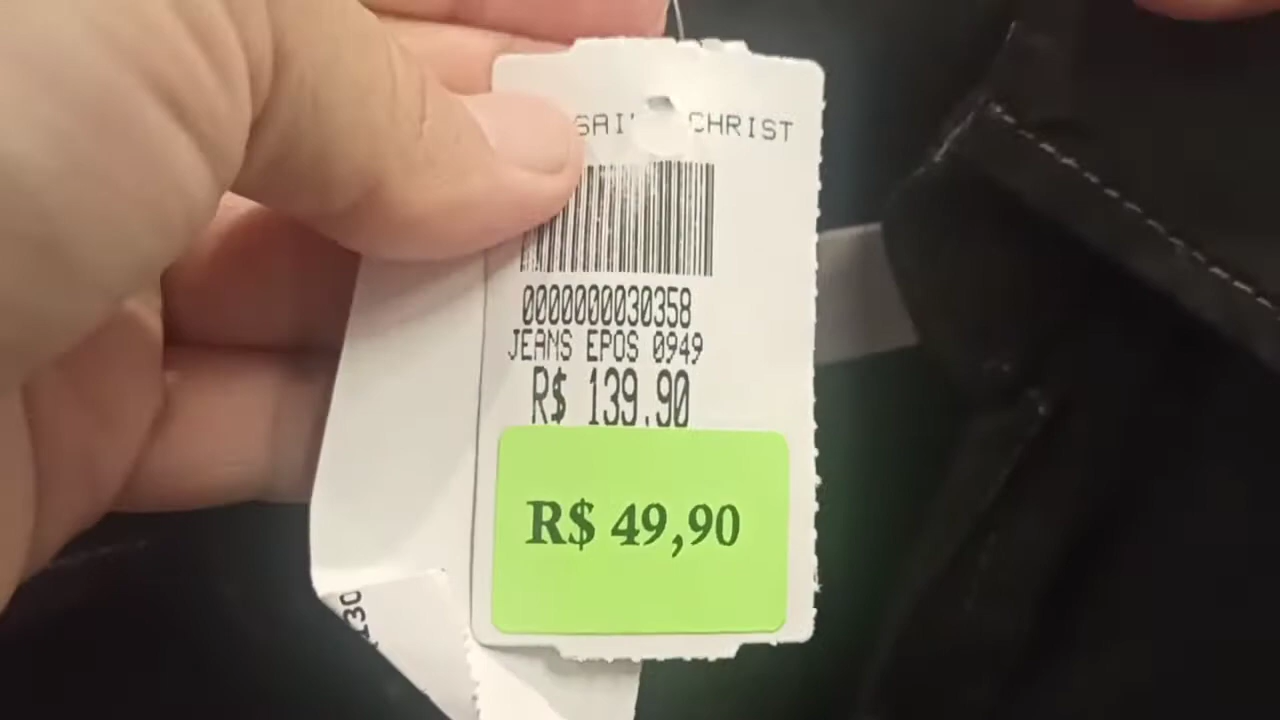 CHRIST
0000000030358
JEANS EPOS 0949
R$ 139.90
R$ 49,90